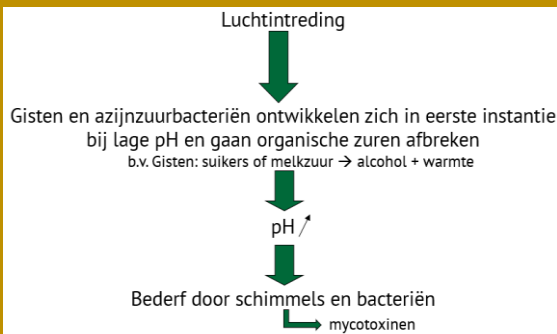 Luchtintreding
Gisten en azijnzuurbacteriën ontwikkelen zich in eerste instantie
bij lage pH en gaan organische zuren afbreken
b.v. Gisten: suikers of melkzuur → alcohol + warmte
pH ↗
Bederf door schimmels en bacteriën
mycotoxinen